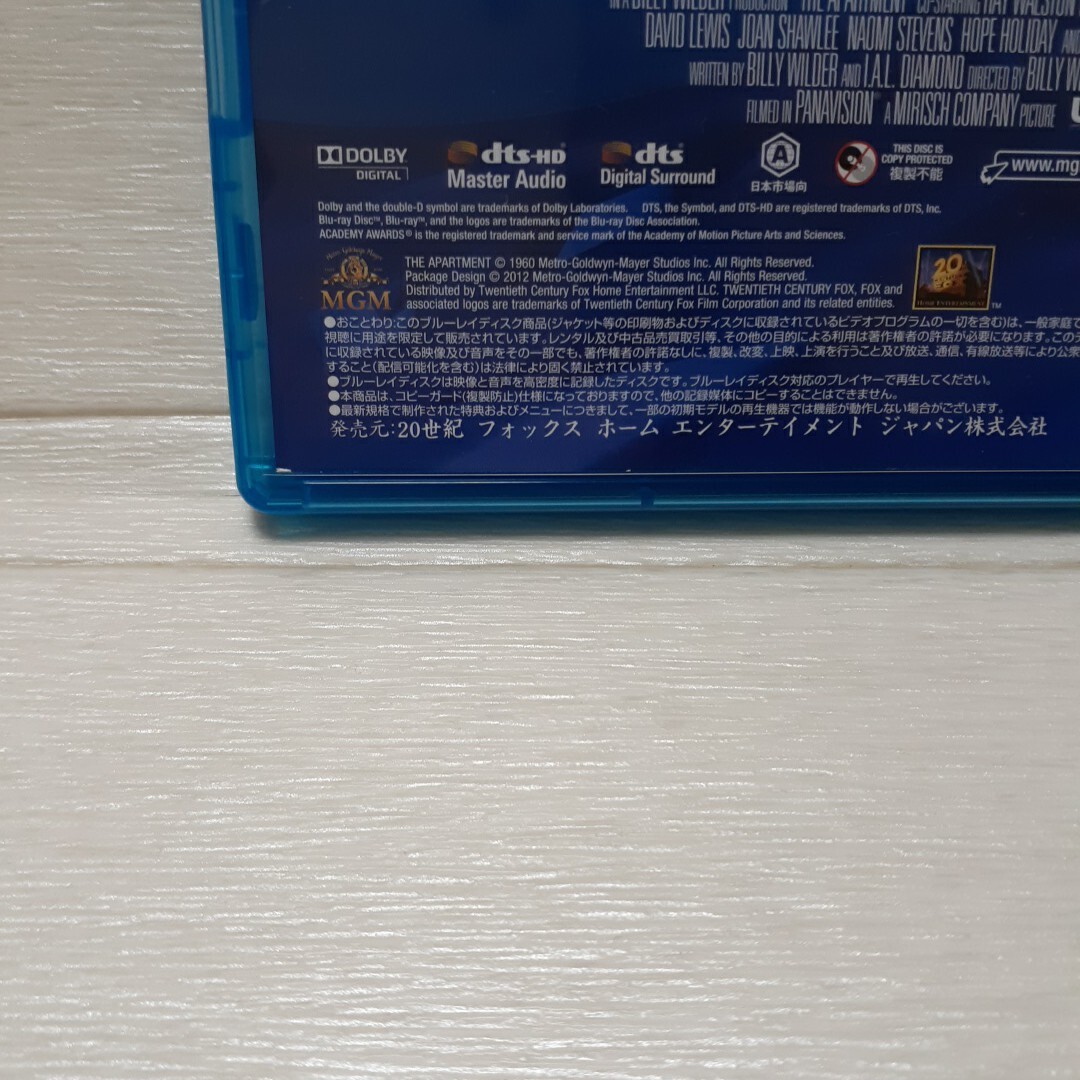 IN A BILLY WILDER PRODUCTION "THE APARTMENT" CO-STARRING RAY WALSTON
DAVID LEWIS JOAN SHAWLEE NAOMI STEVENS HOPE HOLIDAY
WRITTEN BY BILLY WILDER AND I.A.L. DIAMOND DIRECTED BY BILLY
FILMED IN PANAVISION® A MIRISCH COMPANY PICTURE
DOLBY
DIGITAL
dts-HD
Master Audio
dts
Digital Surround
A
日本市場向
THIS DISC IS
COPY PROTECTED
複製不能
www.mg
Dolby and the double-D symbol are trademarks of Dolby Laboratories. DTS, the Symbol, and DTS-HD are registered trademarks of DTS, Inc.
Blu-ray Disc™, Blu-ray™, and the logos are trademarks of the Blu-ray Disc Association.
ACADEMY AWARDS® is the registered trademark and service mark of the Academy of Motion Picture Arts and Sciences.
MGM
THE APARTMENT © 1960 Metro-Goldwyn-Mayer Studios Inc. All Rights Reserved.
Package Design © 2012 Metro-Goldwyn-Mayer Studios Inc. All Rights Reserved.
Distributed by Twentieth Century Fox Home Entertainment LLC. TWENTIETH CENTURY FOX, FOX and
associated logos are trademarks of Twentieth Century Fox Film Corporation and its related entities.
20
HOME ENTERTAINMENT
™
●おことわり:このブルーレイディスク商品(ジャケット等の印刷物およびディスクに収録されているビデオプログラムの一切を含む)は、一般家庭で
視聴に用途を限定して販売されています。レンタル及び中古品売買取引等、その他の目的による利用は著作権者の許諾が必要になります。この
に収録されている映像及び音声をその一部でも、著作権者の許諾なしに、複製、改変、上映、上演を行うこと及び放送、通信、有線放送等により公衆
すること(配信可能化を含む)は法律により固く禁止されています。
●ブルーレイディスクは映像と音声を高密度に記録したディスクです。ブルーレイディスク対応のプレイヤーで再生してください。
●本商品は、コピーガード(複製防止)仕様になっておりますので、他の記録媒体にコピーすることはできません。
●最新規格で制作された特典およびメニューにつきまして、一部の初期モデルの再生機器では機能が動作しない場合がございます。
発売元:20世紀 フォックス ホーム エンターテイメント ジャパン株式会社